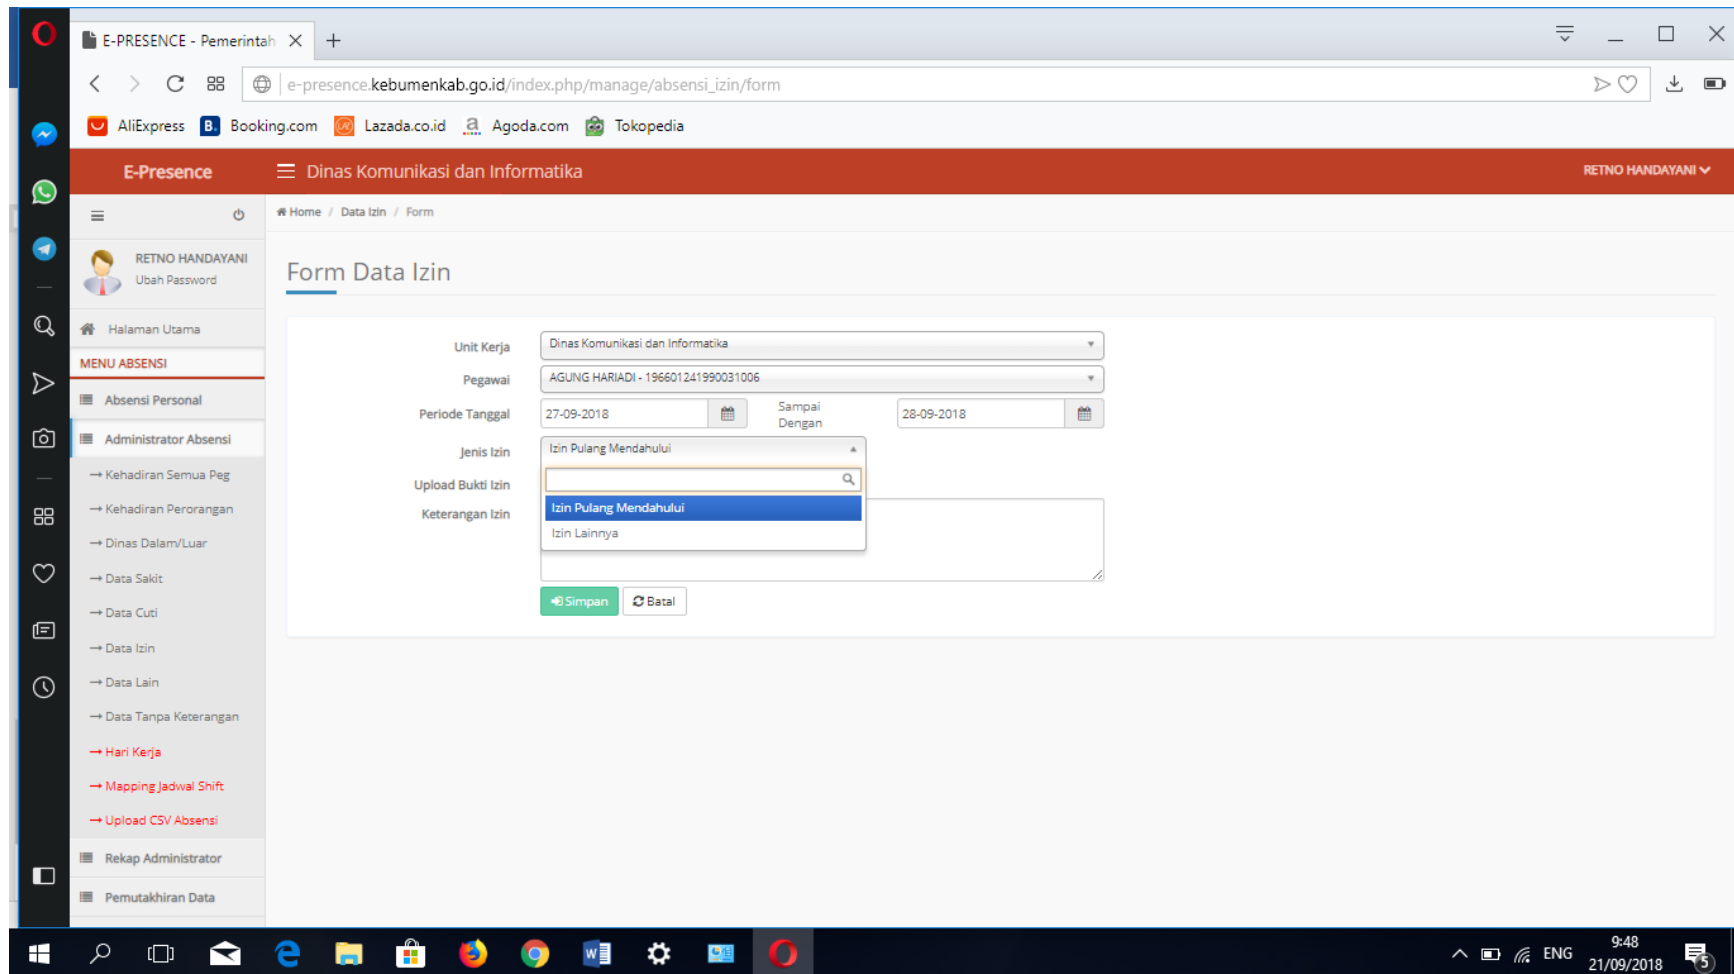 E-PRESENCE - Pemerintah
e-presence.kebumenkab.go.id/index.php/manage/absensi_izin/form
AliExpress B. Booking.com Lazada.co.id a Agoda.com Tokopedia
E-Presence Dinas Komunikasi dan Informatika RETNO HANDAYANI
Home / Data Izin / Form
RETNO HANDAYANI
Ubah Password
Form Data Izin
Halaman Utama
MENU ABSENSI
Absensi Personal
Administrator Absensi
→ Kehadiran Semua Peg
→ Kehadiran Perorangan
→ Dinas Dalam/Luar
→ Data Sakit
→ Data Cuti
→ Data Izin
→ Data Lain
→ Data Tanpa Keterangan
→ Hari Kerja
→ Mapping Jadwal Shift
→ Upload CSV Absensi
Rekap Administrator
Pemutakhiran Data
Unit Kerja Dinas Komunikasi dan Informatika
Pegawai AGUNG HARIADI - 196601241990031006
Periode Tanggal 27-09-2018 Sampai Dengan 28-09-2018
Jenis Izin Izin Pulang Mendahului
Upload Bukti Izin
Keterangan Izin
Izin Pulang Mendahului
Izin Lainnya
Simpan Batal
ENG
9:48
21/09/2018
5